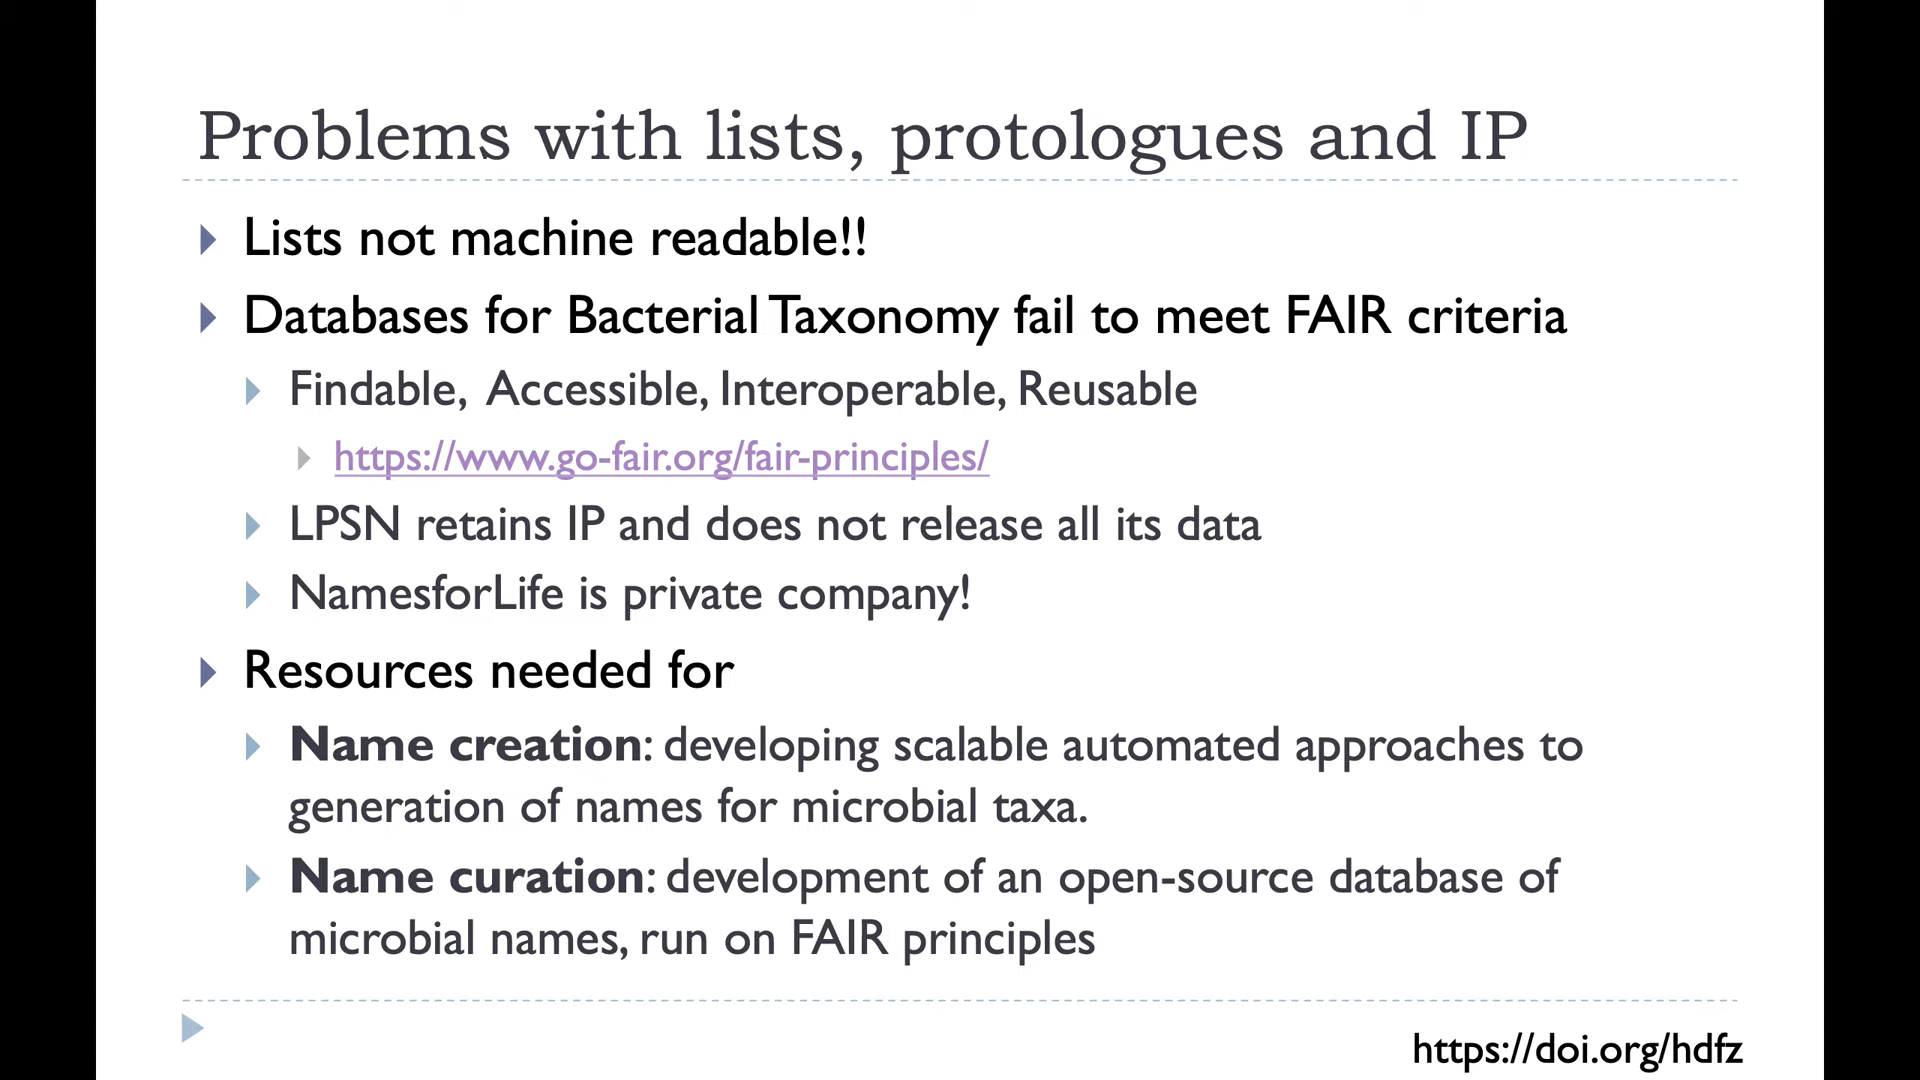 Problems with lists, protologues and IP
Lists not machine readable!!
Databases for Bacterial Taxonomy fail to meet FAIR criteria
Findable, Accessible, Interoperable, Reusable
https://www.go-fair.org/fair-principles/
LPSN retains IP and does not release all its data
NamesforLife is private company!
Resources needed for
Name creation: developing scalable automated approaches to
generation of names for microbial taxa.
Name curation: development of an open-source database of
microbial names, run on FAIR principles
https://doi.org/hdfz